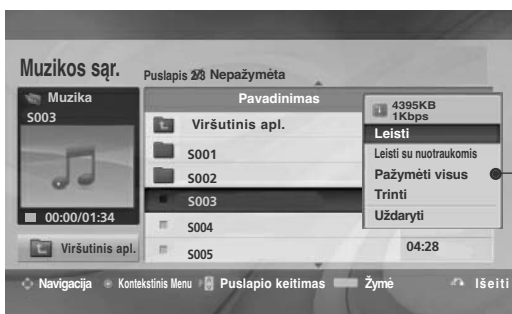 Muzikos sąr.
Puslapis 2/3 Nepažymėta
Muzika
S003
00:00/01:34
Viršutinis apl.
Pavadinimas
Viršutinis apl.
S001
S002
S003
S004
S005
04:28
4395KB
1Kbps
Leisti
Leisti su nuotraukomis
Pažymėti visus
Trinti
Uždaryti
Navigacija Kontekstinis Menu Puslapio keitimas Žymė Išeiti